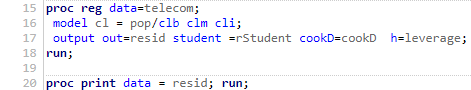 15 proc reg data=telecom;
16 model cl = pop/clb clm cli;
17 output out=resid student =rStudent cookD=cookD h=leverage;
18 run;
19
20 proc print data = resid; run;